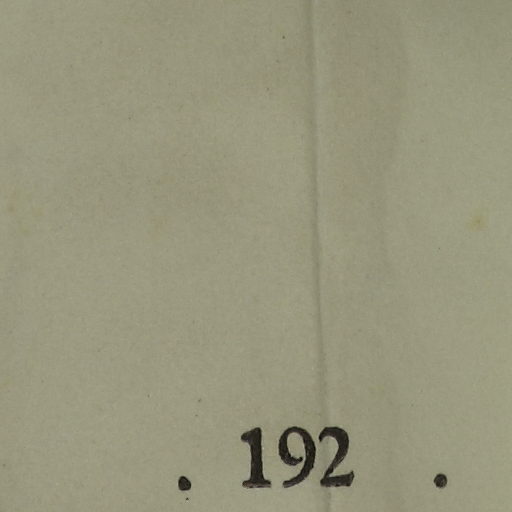 . 192 .